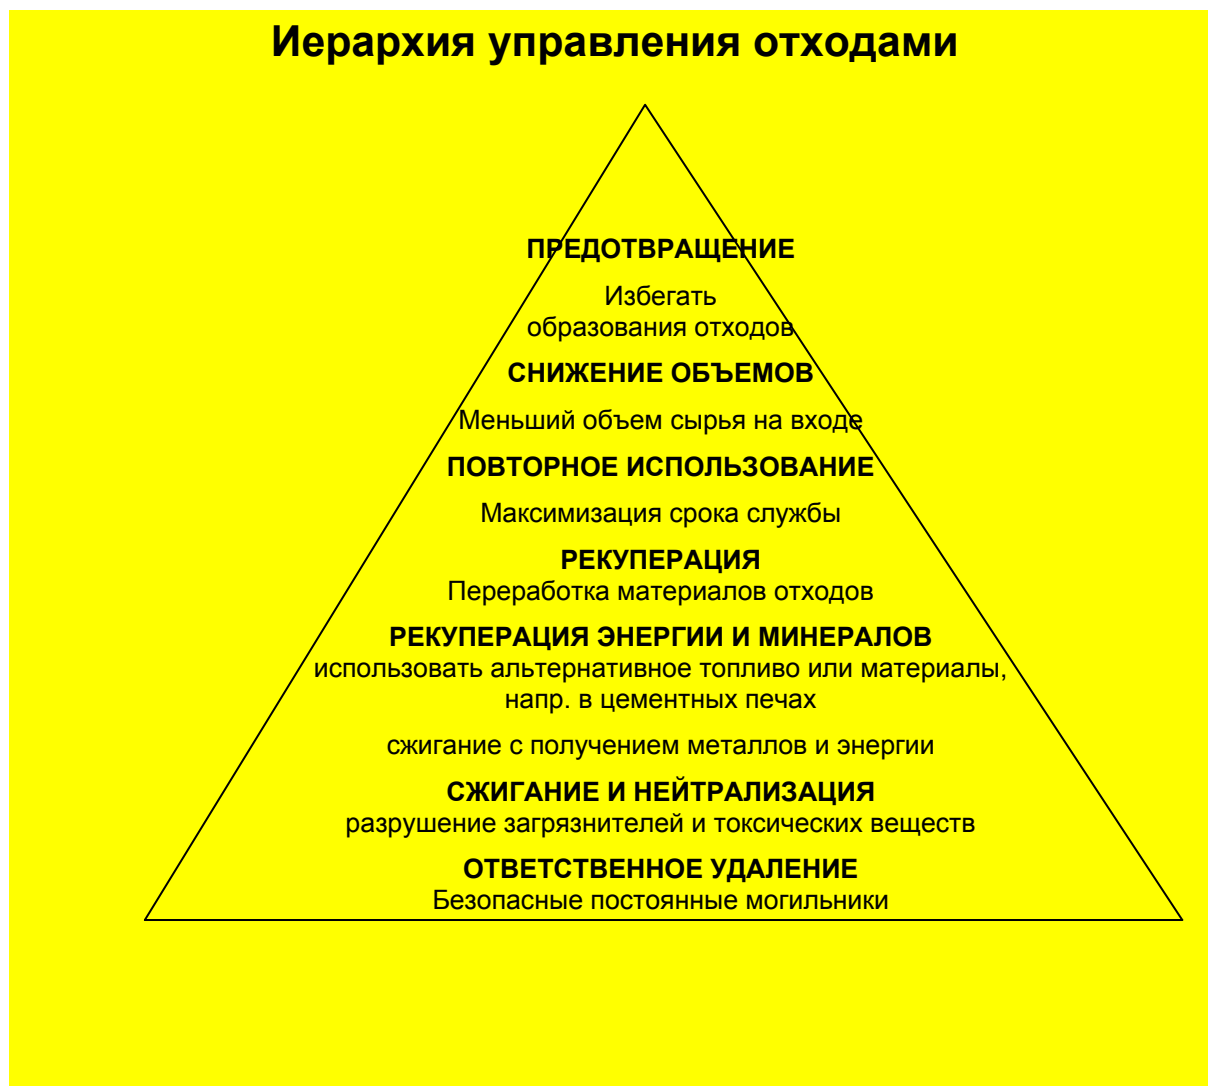 Иерархия управления отходами
ПРЕДОТВРАЩЕНИЕ
Избегать
образования отходов
СНИЖЕНИЕ ОБЪЕМОВ
Меньший объем сырья на входе
ПОВТОРНОЕ ИСПОЛЬЗОВАНИЕ
Максимизация срока службы
РЕКУПЕРАЦИЯ
Переработка материалов отходов
РЕКУПЕРАЦИЯ ЭНЕРГИИ И МИНЕРАЛОВ
использовать альтернативное топливо или материалы,
напр. в цементных печах
сжигание с получением металлов и энергии
СЖИГАНИЕ И НЕЙТРАЛИЗАЦИЯ
разрушение загрязнителей и токсических веществ
ОТВЕТСТВЕННОЕ УДАЛЕНИЕ
Безопасные постоянные могильники